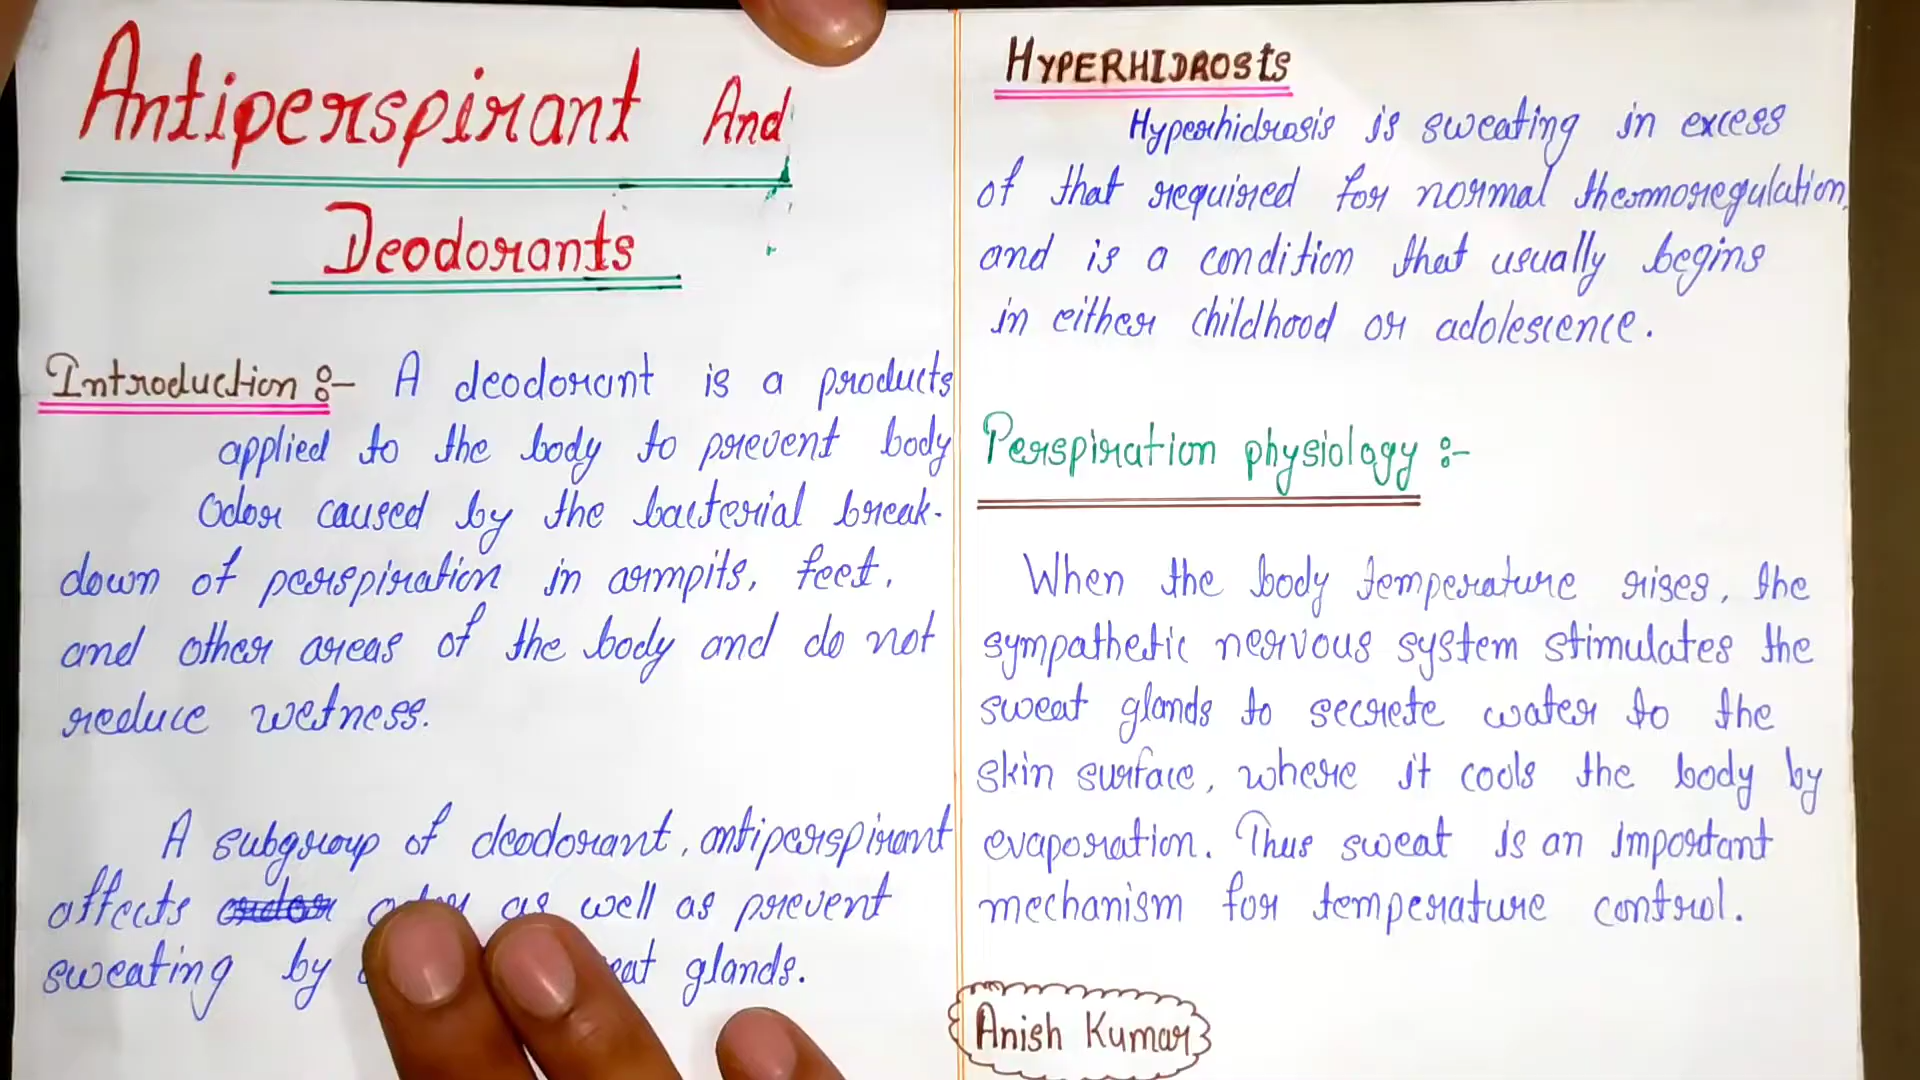 Antiperspirant And
Deodorants
Introduction :- A deodorant is a products
applied to the body to prevent body
Odor caused by the bacterial break-
down of perspiration in armpits, feet,
and other areas of the body and do not
reduce wetness.
A subgroup of deodorant, antiperspirant
affects as well as prevent
sweating by glands.
HYPERHIDROSIS
Hyperhidrosis is sweating in excess
of that required for normal thermoregulation,
and is a condition that usually begins
in either childhood or adolescence.
Perspiration physiology :-
When the body temperature rises, the
sympathetic nervous system stimulates the
sweat glands to secrete water to the
skin surface, where it cools the body by
evaporation. Thus sweat is an important
mechanism for temperature control.
Anish Kumar